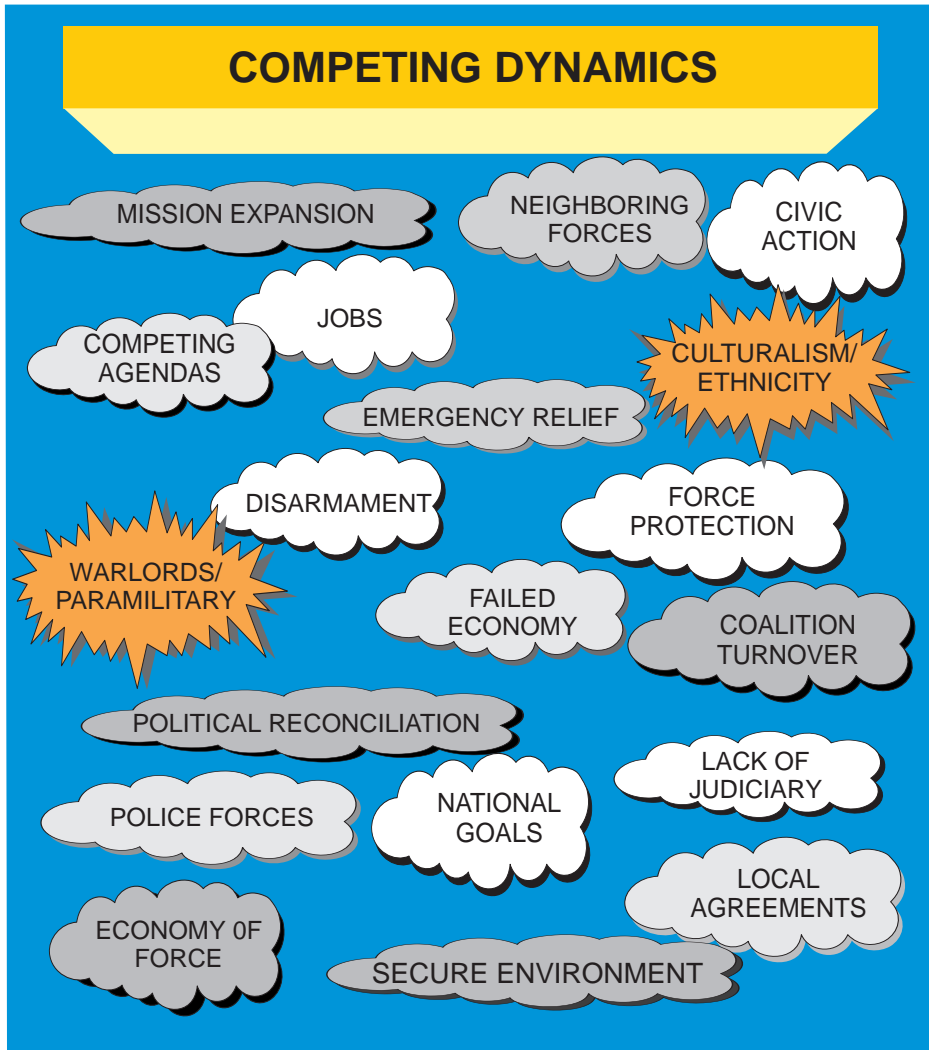 COMPETING DYNAMICS
MISSION EXPANSION
NEIGHBORING
FORCES
CIVIC
ACTION
JOBS
COMPETING
AGENDAS
CULTURALISM/
ETHNICITY
EMERGENCY RELIEF
DISARMAMENT
FORCE
PROTECTION
WARLORDS/
PARAMILITARY
FAILED
ECONOMY
COALITION
TURNOVER
POLITICAL RECONCILIATION
LACK OF
JUDICIARY
POLICE FORCES
NATIONAL
GOALS
LOCAL
AGREEMENTS
ECONOMY 0F
FORCE
SECURE ENVIRONMENT